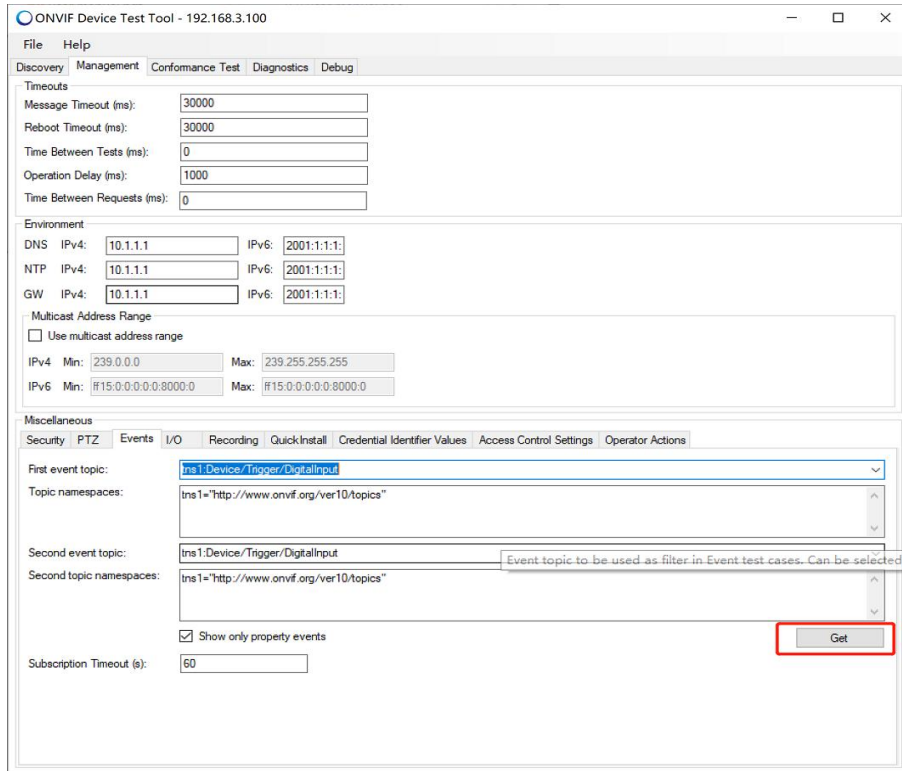 ONVIF Device Test Tool - 192.168.3.100
File Help
Discovery Management Conformance Test Diagnostics Debug
Timeouts
Message Timeout (ms): 30000
Reboot Timeout (ms): 30000
Time Between Tests (ms): 0
Operation Delay (ms): 1000
Time Between Requests (ms): 0
Environment
DNS IPv4: 10.1.1.1 IPv6: 2001:1:1:1:
NTP IPv4: 10.1.1.1 IPv6: 2001:1:1:1:
GW IPv4: 10.1.1.1 IPv6: 2001:1:1:1:
Multicast Address Range
Use multicast address range
IPv4 Min: 239.0.0.0 Max: 239.255.255.255
IPv6 Min: ff15:0:0:0:0:0:8000:0 Max: ff15:0:0:0:0:0:8000:0
Miscellaneous
Security PTZ Events I/O Recording QuickInstall Credential Identifier Values Access Control Settings Operator Actions
First event topic: tns1:Device/Trigger/DigitalInput
Topic namespaces: tns1="http://www.onvif.org/ver10/topics"
Second event topic: tns1:Device/Trigger/DigitalInput
Event topic to be used as filter in Event test cases. Can be selected
Second topic namespaces: tns1="http://www.onvif.org/ver10/topics"
Show only property events Get
Subscription Timeout (s): 60